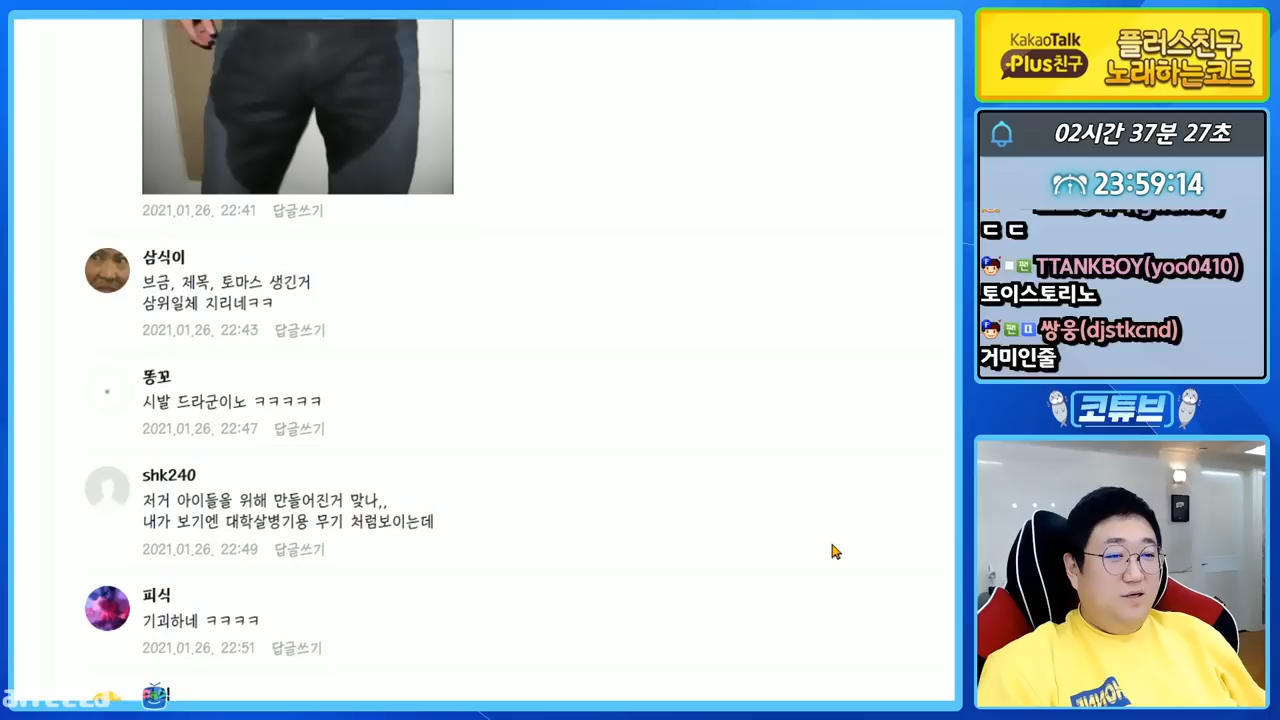 2021.01.26. 22:41 답글쓰기
삼식이
브금, 제목, 토마스 생긴거
삼위일체 지리네ㅋㅋ
2021.01.26. 22:43 답글쓰기
똥꼬
시발 드라군이노 ㅋㅋㅋㅋㅋ
2021.01.26. 22:47 답글쓰기
shk240
저거 아이들을 위해 만들어진거 맞나,,
내가 보기엔 대학살병기용 무기 처럼보이는데
2021.01.26. 22:49 답글쓰기
피식
기괴하네 ㅋㅋㅋㅋ
2021.01.26. 22:51 답글쓰기
KakaoTalk
Plus친구
플러스친구
노래하는코트
02시간 37분 27초
23:59:14
ㄷㄷ
팬 TTANKBOY(yoo0410)
토이스토리노
팬 쌍웅(djstkcnd)
거미인줄
코튜브